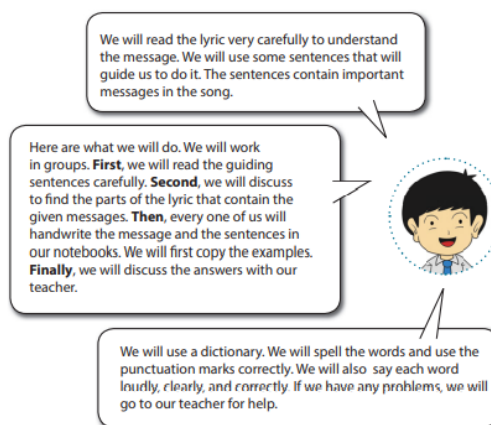 We will read the lyric very carefully to understand
the message. We will use some sentences that will
guide us to do it. The sentences contain important
messages in the song.
Here are what we will do. We will work
in groups. First, we will read the guiding
sentences carefully. Second, we will discuss
to find the parts of the lyric that contain the
given messages. Then, every one of us will
handwrite the message and the sentences in
our notebooks. We will first copy the examples.
Finally, we will discuss the answers with our
teacher.
We will use a dictionary. We will spell the words and use the
punctuation marks correctly. We will also say each word
loudly, clearly, and correctly. If we have any problems, we will
go to our teacher for help.